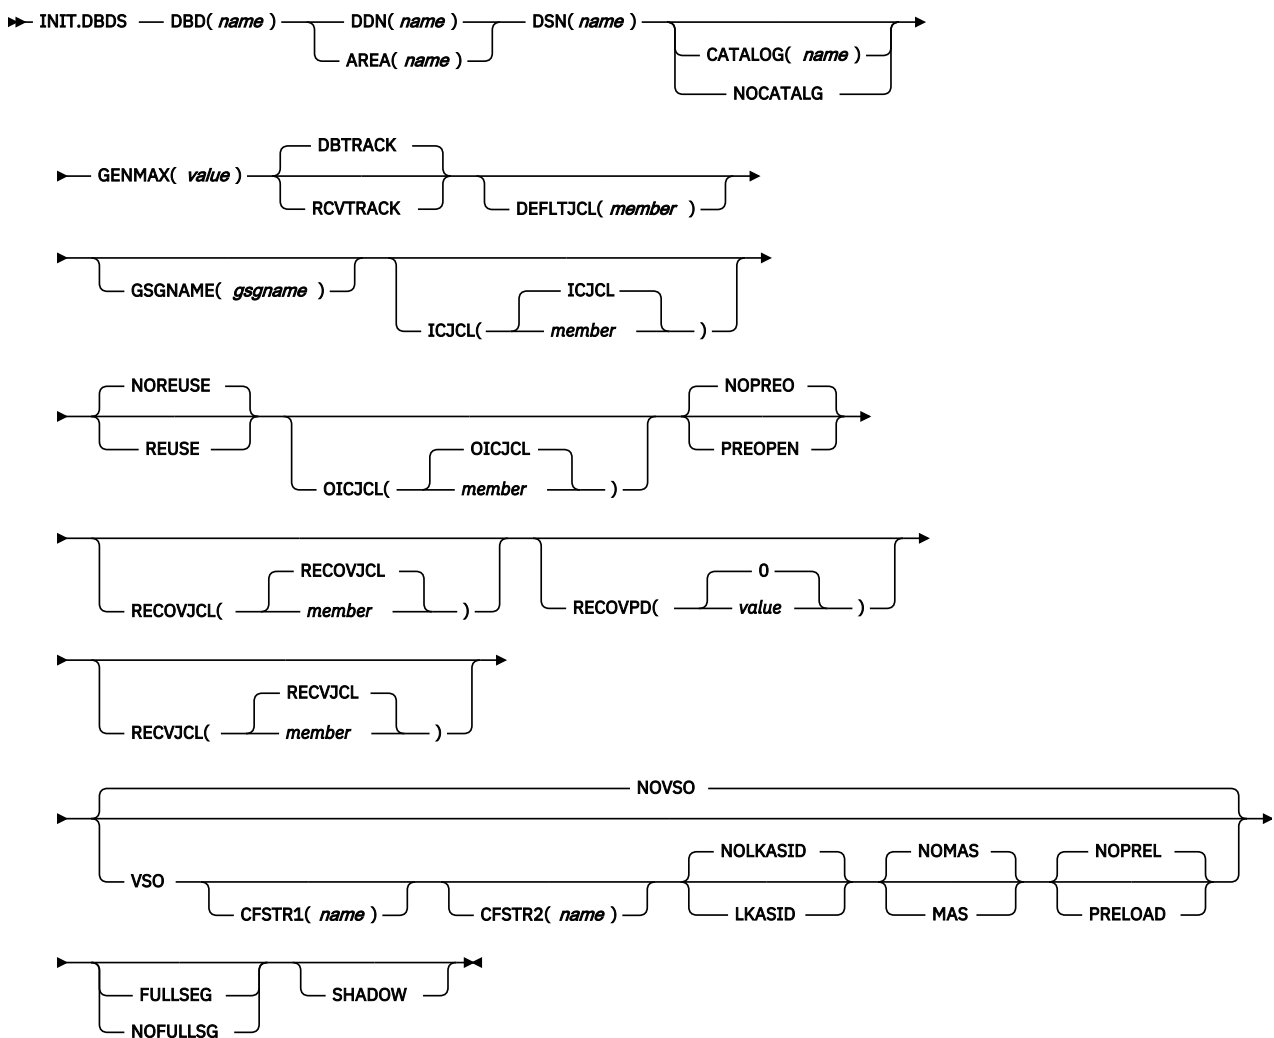 INIT.DBDS DBD( name ) DDN( name ) DSN( name )
AREA( name )
CATALOG( name )
NOCATALG
DBTRACK
GENMAX( value )
RCVTRACK
DEFLTJCL( member )
GSGNAME( gsgname )
ICJCL
ICJCL( member )
NOREUSE
REUSE
OICJCL
OICJCL( member )
NOPREO
PREOPEN
RECOVJCL
RECOVJCL( member )
0
RECOVPD( value )
RECVJCL
RECVJCL( member )
NOVSO
VSO
CFSTR1( name )
CFSTR2( name )
NOLKASID
LKASID
NOMAS
MAS
NOPREL
PRELOAD
FULLSEG
NOFULLSG
SHADOW